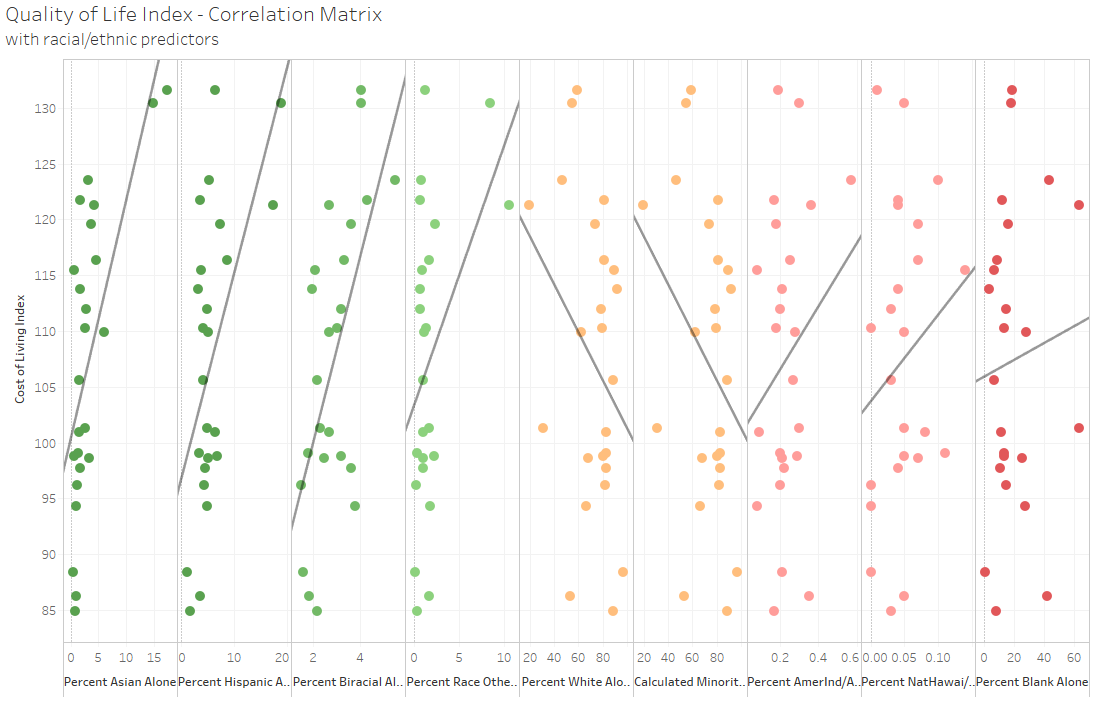 Quality of Life Index - Correlation Matrix
with racial/ethnic predictors
Cost of Living Index
130
125
120
115
110
105
100
95
90
85
0 5 10 15
0 10 20
2 4
0 5 10
20 40 60 80
20 40 60 80
0.2 0.4 0.6
0.00 0.05 0.10
0 20 40 60
Percent Asian Alone
Percent Hispanic A..
Percent Biracial Al..
Percent Race Othe..
Percent White Alo..
Calculated Minorit..
Percent AmerInd/A..
Percent NatHawai/..
Percent Blank Alone